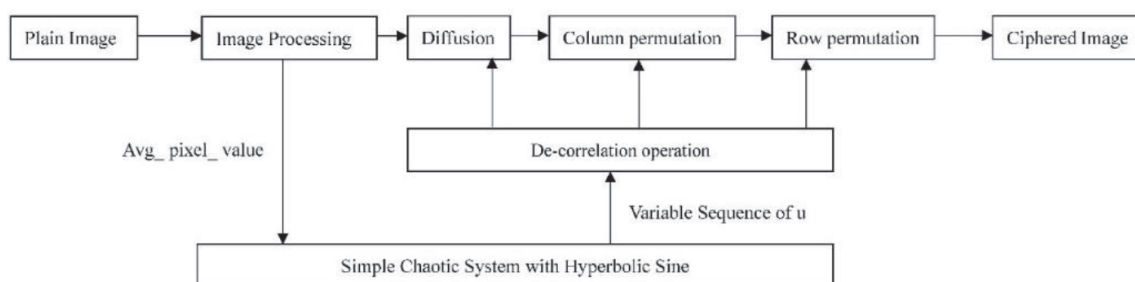 Plain Image
Image Processing
Diffusion
Column permutation
Row permutation
Ciphered Image
Avg_ pixel_ value
De-correlation operation
Variable Sequence of u
Simple Chaotic System with Hyperbolic Sine